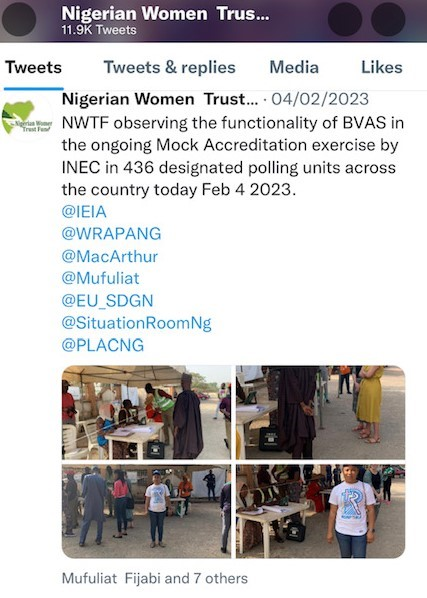 Nigerian Women Trus...
11.9K Tweets
Tweets
Tweets & replies
Media
Likes
Nigerian Women Trust... · 04/02/2023
NWTF observing the functionality of BVAS in
the ongoing Mock Accreditation exercise by
INEC in 436 designated polling units across
the country today Feb 4 2023.
@IEIA
@WRAPANG
@MacArthur
@Mufuliat
@EU_SDGN
@SituationRoomNg
@PLACNG
Nigerian Women
Trust Fund
Mufuliat Fijabi and 7 others